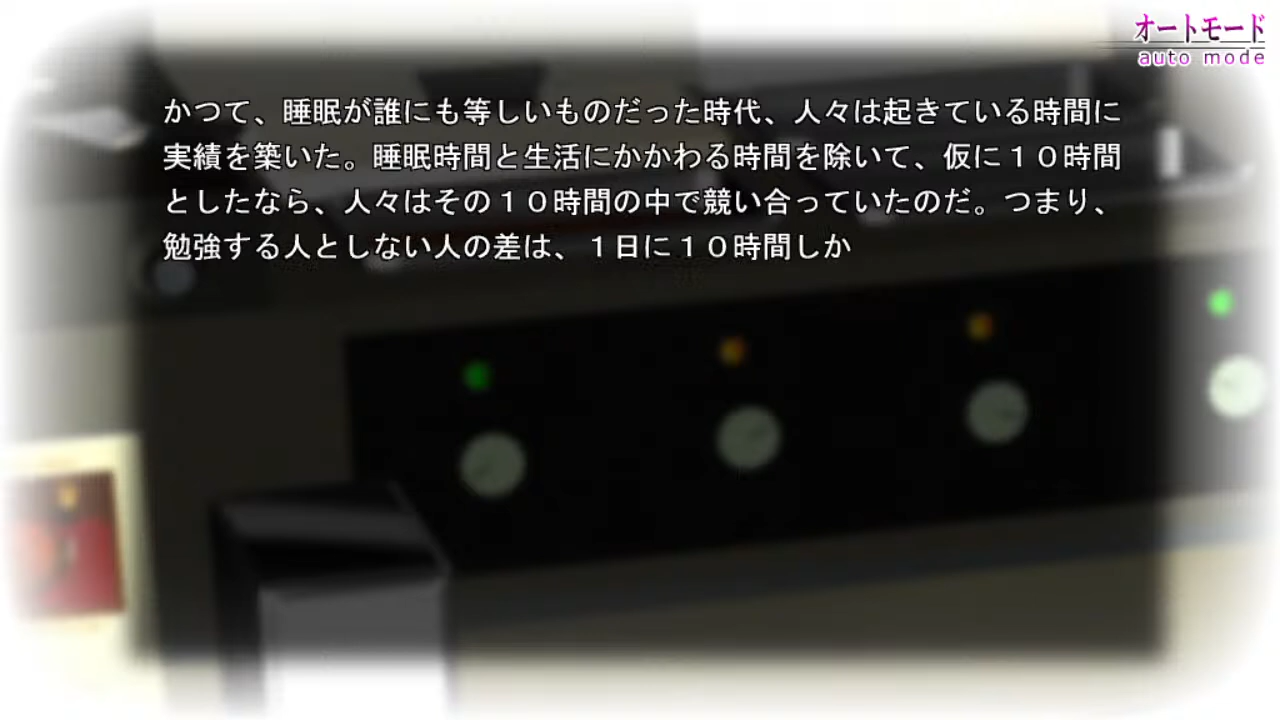 オートモード
auto mode
かつて、睡眠が誰にも等しいものだった時代、人々は起きている時間に
実績を築いた。睡眠時間と生活にかかわる時間を除いて、仮に１０時間
としたなら、人々はその１０時間の中で競い合っていたのだ。つまり、
勉強する人としない人の差は、１日に１０時間しか